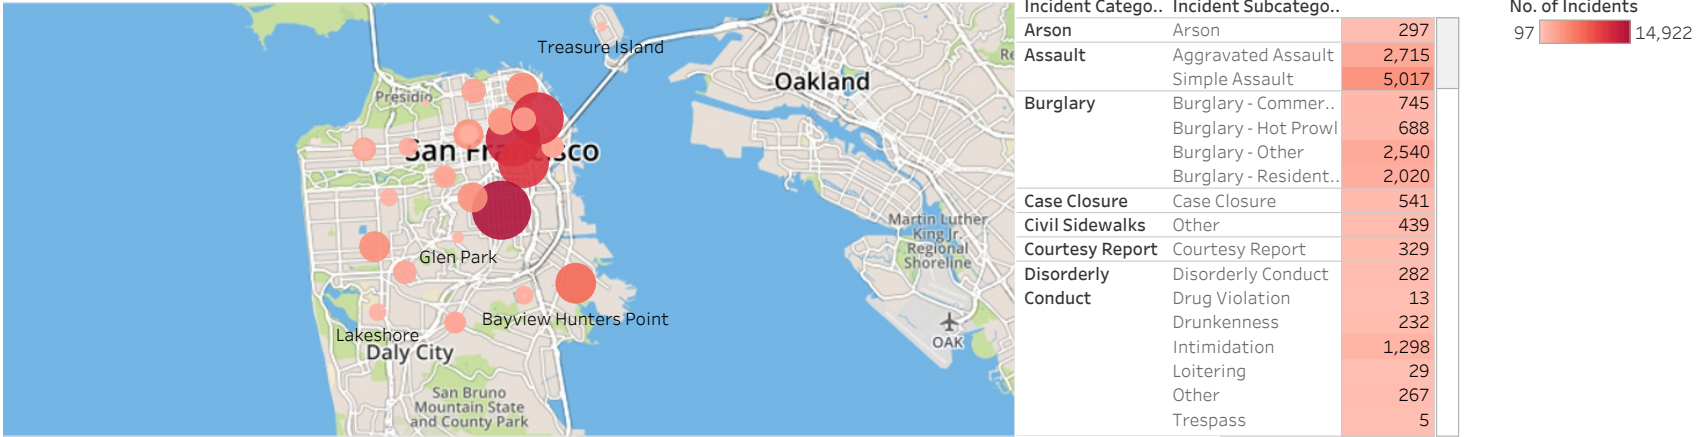 Treasure Island
Oakland
Presidio
San Fr sco
Martin Luther
King Jr.
Regional
Shoreline
Glen Park
Bayview Hunters Point
OAK
Lakeshore
Daly City
San Bruno
Mountain State
and County Park
Re
Incident Catego.. Incident Subcatego..
Arson Arson 297
Assault Aggravated Assault 2,715
Simple Assault 5,017
Burglary Burglary - Commer.. 745
Burglary - Hot Prowl 688
Burglary - Other 2,540
Burglary - Resident.. 2,020
Case Closure Case Closure 541
Civil Sidewalks Other 439
Courtesy Report Courtesy Report 329
Disorderly Disorderly Conduct 282
Conduct Drug Violation 13
Drunkenness 232
Intimidation 1,298
Loitering 29
Other 267
Trespass 5
No. of Incidents
97 14,922